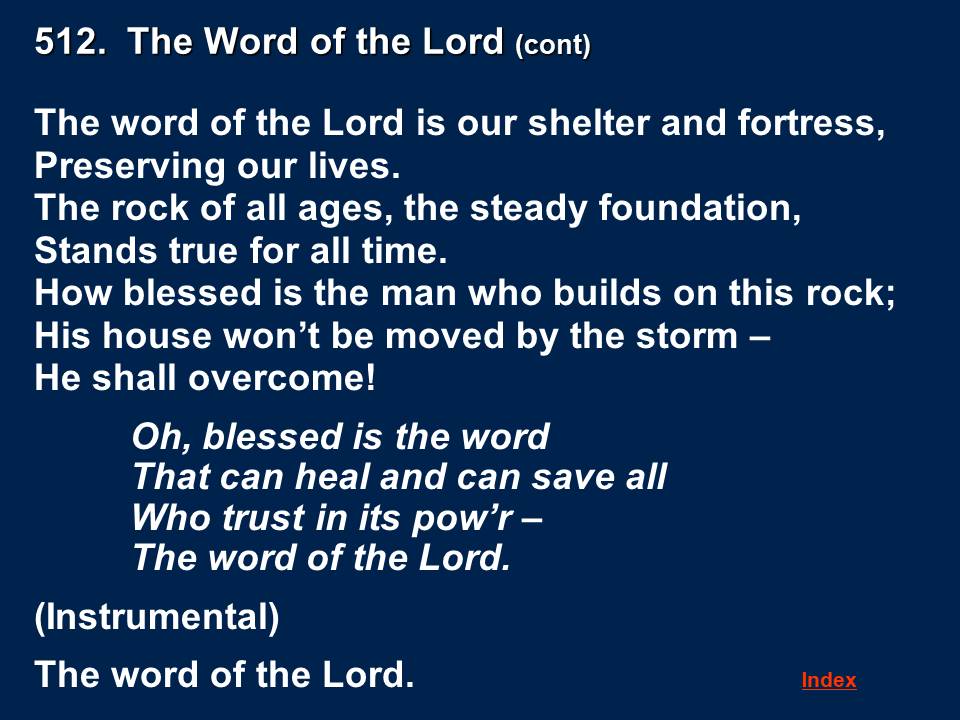 512.  The Word of the Lord (cont)
The word of the Lord is our shelter and fortress,
Preserving our lives.
The rock of all ages, the steady foundation,
Stands true for all time.
How blessed is the man who builds on this rock;
His house won’t be moved by the storm –
He shall overcome!
Oh, blessed is the word
That can heal and can save all
Who trust in its pow’r –
The word of the Lord.
(Instrumental)
The word of the Lord.
Index